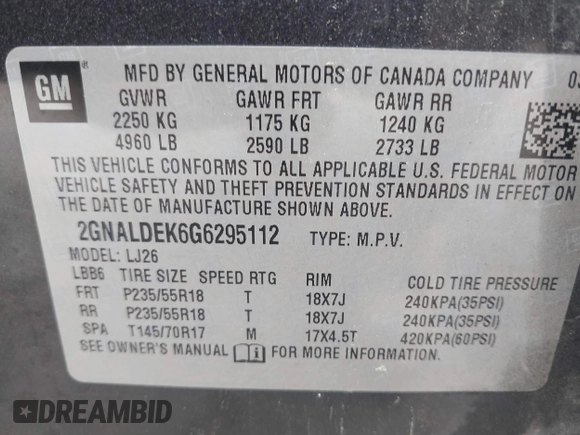 GM ® MFD BY GENERAL MOTORS OF CANADA COMPANY
GVWR GAWR FRT GAWR RR
2250 KG 1175 KG 1240 KG
4960 LB 2590 LB 2733 LB
THIS VEHICLE CONFORMS TO ALL APPLICABLE U.S. FEDERAL MOTOR
VEHICLE SAFETY AND THEFT PREVENTION STANDARDS IN EFFECT ON
THE DATE OF MANUFACTURE SHOWN ABOVE.
2GNALDEK6G6295112 TYPE: M.P.V.
MODEL: LJ26
LBB6 TIRE SIZE SPEED RTG RIM COLD TIRE PRESSURE
FRT P235/55R18 T 18X7J 240KPA(35PSI)
RR P235/55R18 T 18X7J 240KPA(35PSI)
SPA T145/70R17 M 17X4.5T 420KPA(60PSI)
SEE OWNER'S MANUAL FOR MORE INFORMATION.
DREAMBID